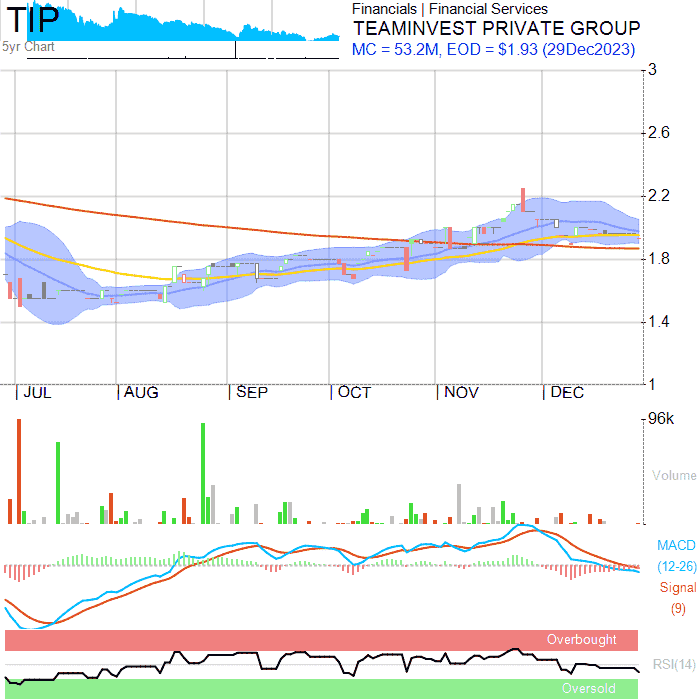 TIP
5yr Chart
Financials | Financial Services
TEAMINVEST PRIVATE GROUP
MC = 53.2M, EOD = $1.93 (29Dec2023)
3
2.6
2.2
1.8
1.4
1
| JUL | AUG | SEP | OCT | NOV | DEC
96k
Volume
MACD
(12-26)
Signal
(9)
Overbought
RSI(14)
Oversold